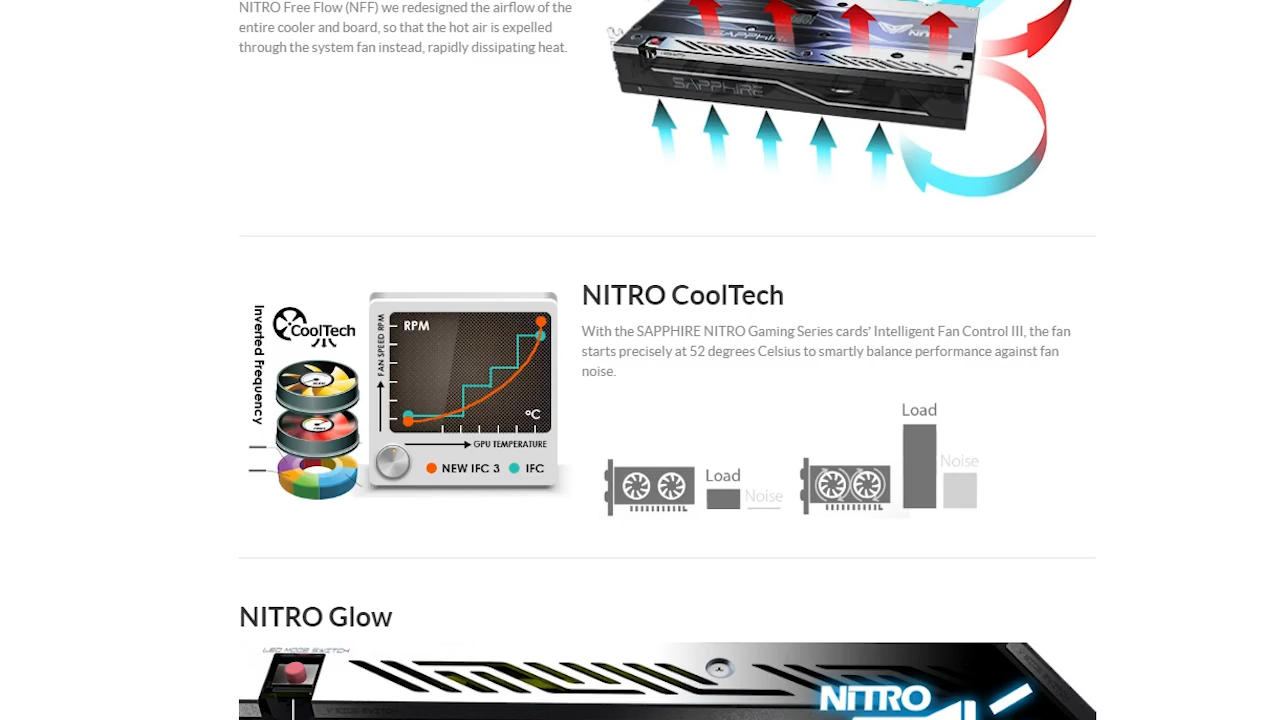 NITRO Free Flow (NFF) we redesigned the airflow of the
entire cooler and board, so that the hot air is expelled
through the system fan instead, rapidly dissipating heat.
SAPPHIRE
NITRO CoolTech
With the SAPPHIRE NITRO Gaming Series cards' Intelligent Fan Control III, the fan
starts precisely at 52 degrees Celsius to smartly balance performance against fan
noise.
Inverted Frequency
CoolTech
FAN SPEED RPM
RPM
°C
GPU TEMPERATURE
NEW IFC 3
IFC
Load
Noise
Load
Noise
NITRO Glow
LED MODE SWITCH
NITRO